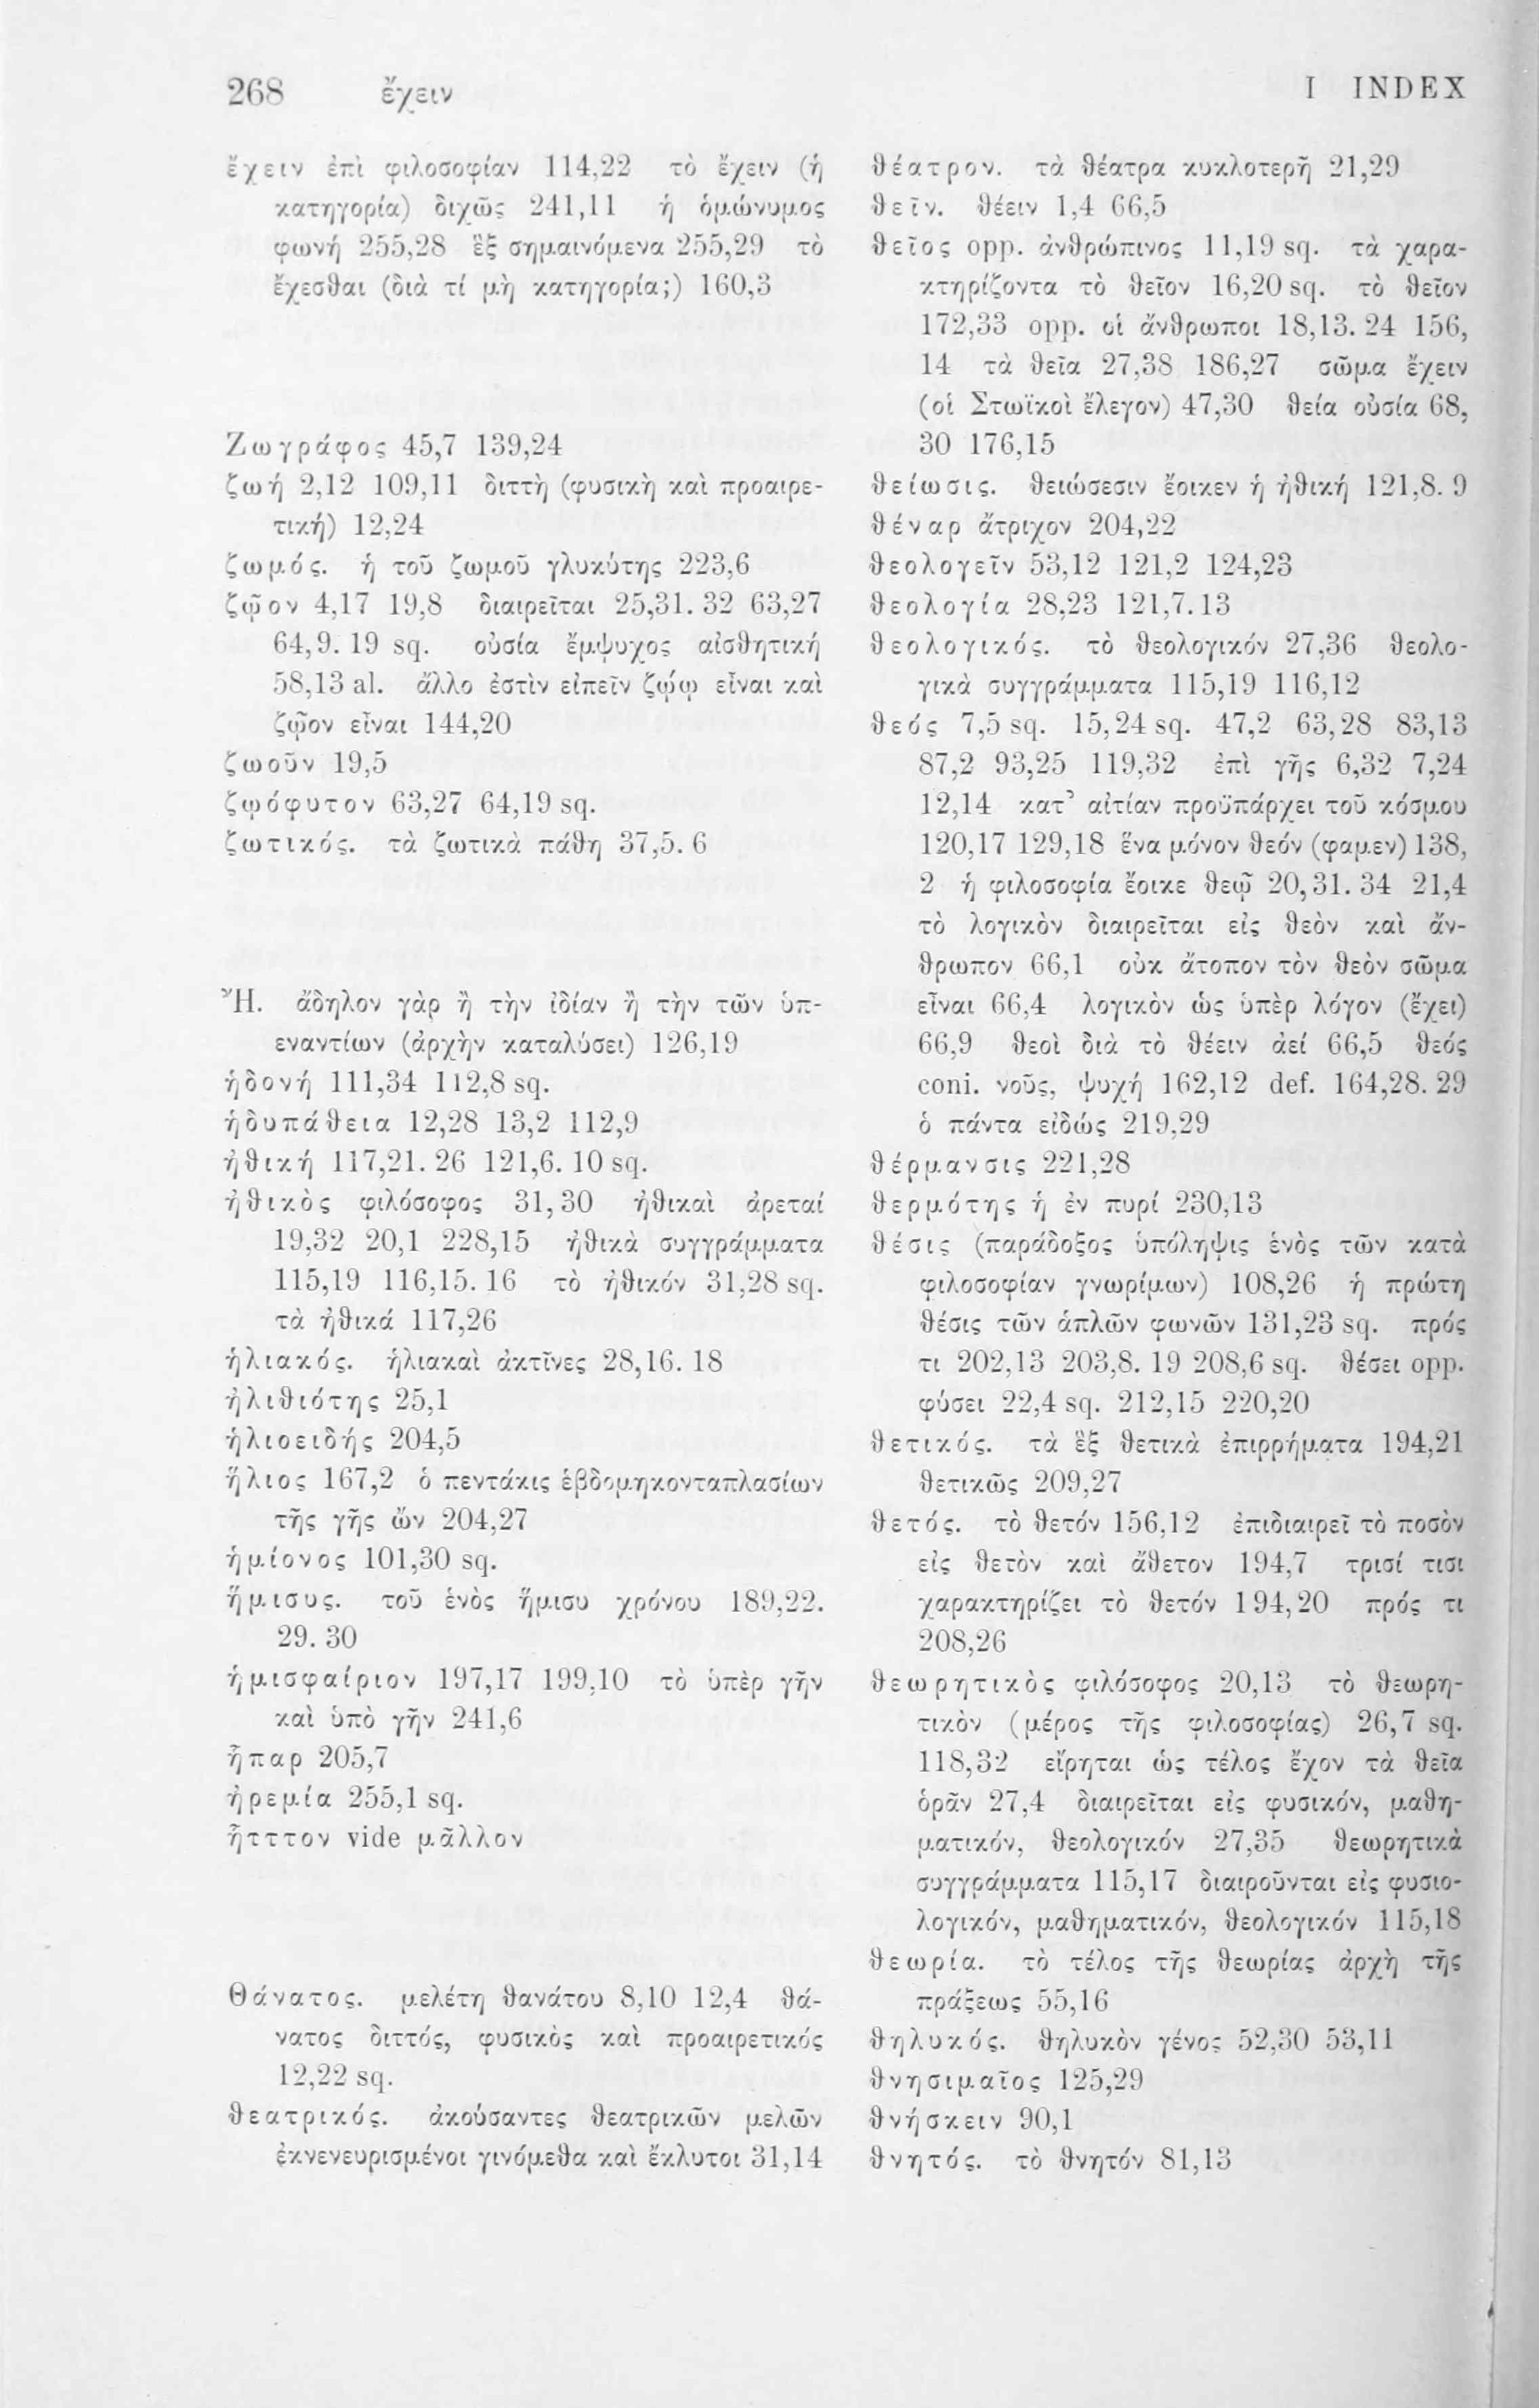 268 ἔχειν
I INDEX
ἔχειν ἐπὶ φιλοσοφίαν 114,22 τὸ ἔχειν (ἡ
κατηγορία) διχῶς 241,11 ἡ ὁμώνυμος
φωνή 255,28 ἓξ σημαινόμενα 255,29 τὸ
ἔχεσθαι (διὰ τί μὴ κατηγορία;) 160,3
Ζωγράφος 45,7 139,24
ζωή 2,12 109,11 διττὴ (φυσικὴ καὶ προαιρε-
τική) 12,24
ζωμός. ἡ τοῦ ζωμοῦ γλυκύτης 223,6
ζῷον 4,17 19,8 διαιρεῖται 25,31. 32 63,27
64,9. 19 sq. οὐσία ἔμψυχος αἰσθητική
58,13 al. ἄλλο ἐστὶν εἰπεῖν ζῴῳ εἶναι καὶ
ζῷον εἶναι 144,20
ζωοῦν 19,5
ζῳόφυτον 63,27 64,19 sq.
ζωτικός. τὰ ζωτικὰ πάθη 37,5. 6
Ἤ. ἄδηλον γὰρ ἢ τὴν ἰδίαν ἢ τὴν τῶν ὑπ-
εναντίων (ἀρχὴν καταλύσει) 126,19
ἡδονή 111,34 112,8 sq.
ἡδυπάθεια 12,28 13,2 112,9
ἠθική 117,21. 26 121,6. 10 sq.
ἠθικὸς φιλόσοφος 31,30 ἠθικαὶ ἀρεταί
19,32 20,1 228,15 ἠθικὰ συγγράμματα
115,19 116,15. 16 τὸ ἠθικόν 31,28 sq.
τὰ ἠθικά 117,26
ἡλιακός. ἡλιακαὶ ἀκτῖνες 28,16. 18
ἠλιθιότης 25,1
ἡλιοειδής 204,5
ἥλιος 167,2 ὁ πεντάκις ἑβδομηκονταπλασίων
τῆς γῆς ὤν 204,27
ἡμίονος 101,30 sq.
ἥμισυς. τοῦ ἑνὸς ἥμισυ χρόνου 189,22.
29. 30
ἡμισφαίριον 197,17 199,10 τὸ ὑπὲρ γῆν
καὶ ὑπὸ γῆν 241,6
ἧπαρ 205,7
ἠρεμία 255,1 sq.
ἧτττον vide μᾶλλον
Θάνατος. μελέτη θανάτου 8,10 12,4 θά-
νατος διττός, φυσικὸς καὶ προαιρετικός
12,22 sq.
θεατρικός. ἀκούσαντες θεατρικῶν μελῶν
ἐκνενευρισμένοι γινόμεθα καὶ ἔκλυτοι 31,14
θέατρον. τὰ θέατρα κυκλοτερῆ 21,29
θεῖν. θέειν 1,4 66,5
θεῖος opp. ἀνθρώπινος 11,19 sq. τὰ χαρα-
κτηρίζοντα τὸ θεῖον 16,20 sq. τὸ θεῖον
172,33 opp. οἱ ἄνθρωποι 18,13. 24 156,
14 τὰ θεῖα 27,38 186,27 σῶμα ἔχειν
(οἱ Στωϊκοὶ ἔλεγον) 47,30 θεία οὐσία 68,
30 176,15
θείωσις. θειώσεσιν ἔοικεν ἡ ἠθική 121,8. 9
θέναρ ἄτριχον 204,22
θεολογεῖν 53,12 121,2 124,23
θεολογία 28,23 121,7. 13
θεολογικός. τὸ θεολογικόν 27,36 θεολο-
γικὰ συγγράμματα 115,19 116,12
θεός 7,5 sq. 15,24 sq. 47,2 63,28 83,13
87,2 93,25 119,32 ἐπὶ γῆς 6,32 7,24
12,14 κατ’ αἰτίαν προϋπάρχει τοῦ κόσμου
120,17 129,18 ἕνα μόνον θεόν (φαμεν) 138,
2 ἡ φιλοσοφία ἔοικε θεῷ 20,31. 34 21,4
τὸ λογικὸν διαιρεῖται εἰς θεὸν καὶ ἄν-
θρωπον 66,1 οὐκ ἄτοπον τὸν θεὸν σῶμα
εἶναι 66,4 λογικὸν ὡς ὑπὲρ λόγον (ἔχει)
66,9 θεοὶ διὰ τὸ θέειν ἀεί 66,5 θεός
coni. νοῦς, ψυχή 162,12 def. 164,28. 29
ὁ πάντα εἰδώς 219,29
θέρμανσις 221,28
θερμότης ἡ ἐν πυρί 230,13
θέσις (παράδοξος ὑπόληψις ἑνὸς τῶν κατὰ
φιλοσοφίαν γνωρίμων) 108,26 ἡ πρώτη
θέσις τῶν ἁπλῶν φωνῶν 131,23 sq. πρός
τι 202,13 203,8. 19 208,6 sq. θέσει opp.
φύσει 22,4 sq. 212,15 220,20
θετικός. τὰ ἓξ θετικὰ ἐπιρρήματα 194,21
θετικῶς 209,27
θετός. τὸ θετόν 156,12 ἐπιδιαιρεῖ τὸ ποσὸν
εἰς θετὸν καὶ ἄθετον 194,7 τρισί τισι
χαρακτηρίζει τὸ θετόν 194,20 πρός τι
208,26
θεωρητικὸς φιλόσοφος 20,13 τὸ θεωρη-
τικὸν (μέρος τῆς φιλοσοφίας) 26,7 sq.
118,32 εἴρηται ὡς τέλος ἔχον τὰ θεῖα
ὁρᾶν 27,4 διαιρεῖται εἰς φυσικόν, μαθη-
ματικόν, θεολογικόν 27,35 θεωρητικὰ
συγγράμματα 115,17 διαιροῦνται εἰς φυσιο-
λογικόν, μαθηματικόν, θεολογικόν 115,18
θεωρία. τὸ τέλος τῆς θεωρίας ἀρχὴ τῆς
πράξεως 55,16
θηλυκός. θηλυκὸν γένος 52,30 53,11
θνησιμαῖος 125,29
θνήσκειν 90,1
θνητός. τὸ θνητόν 81,13